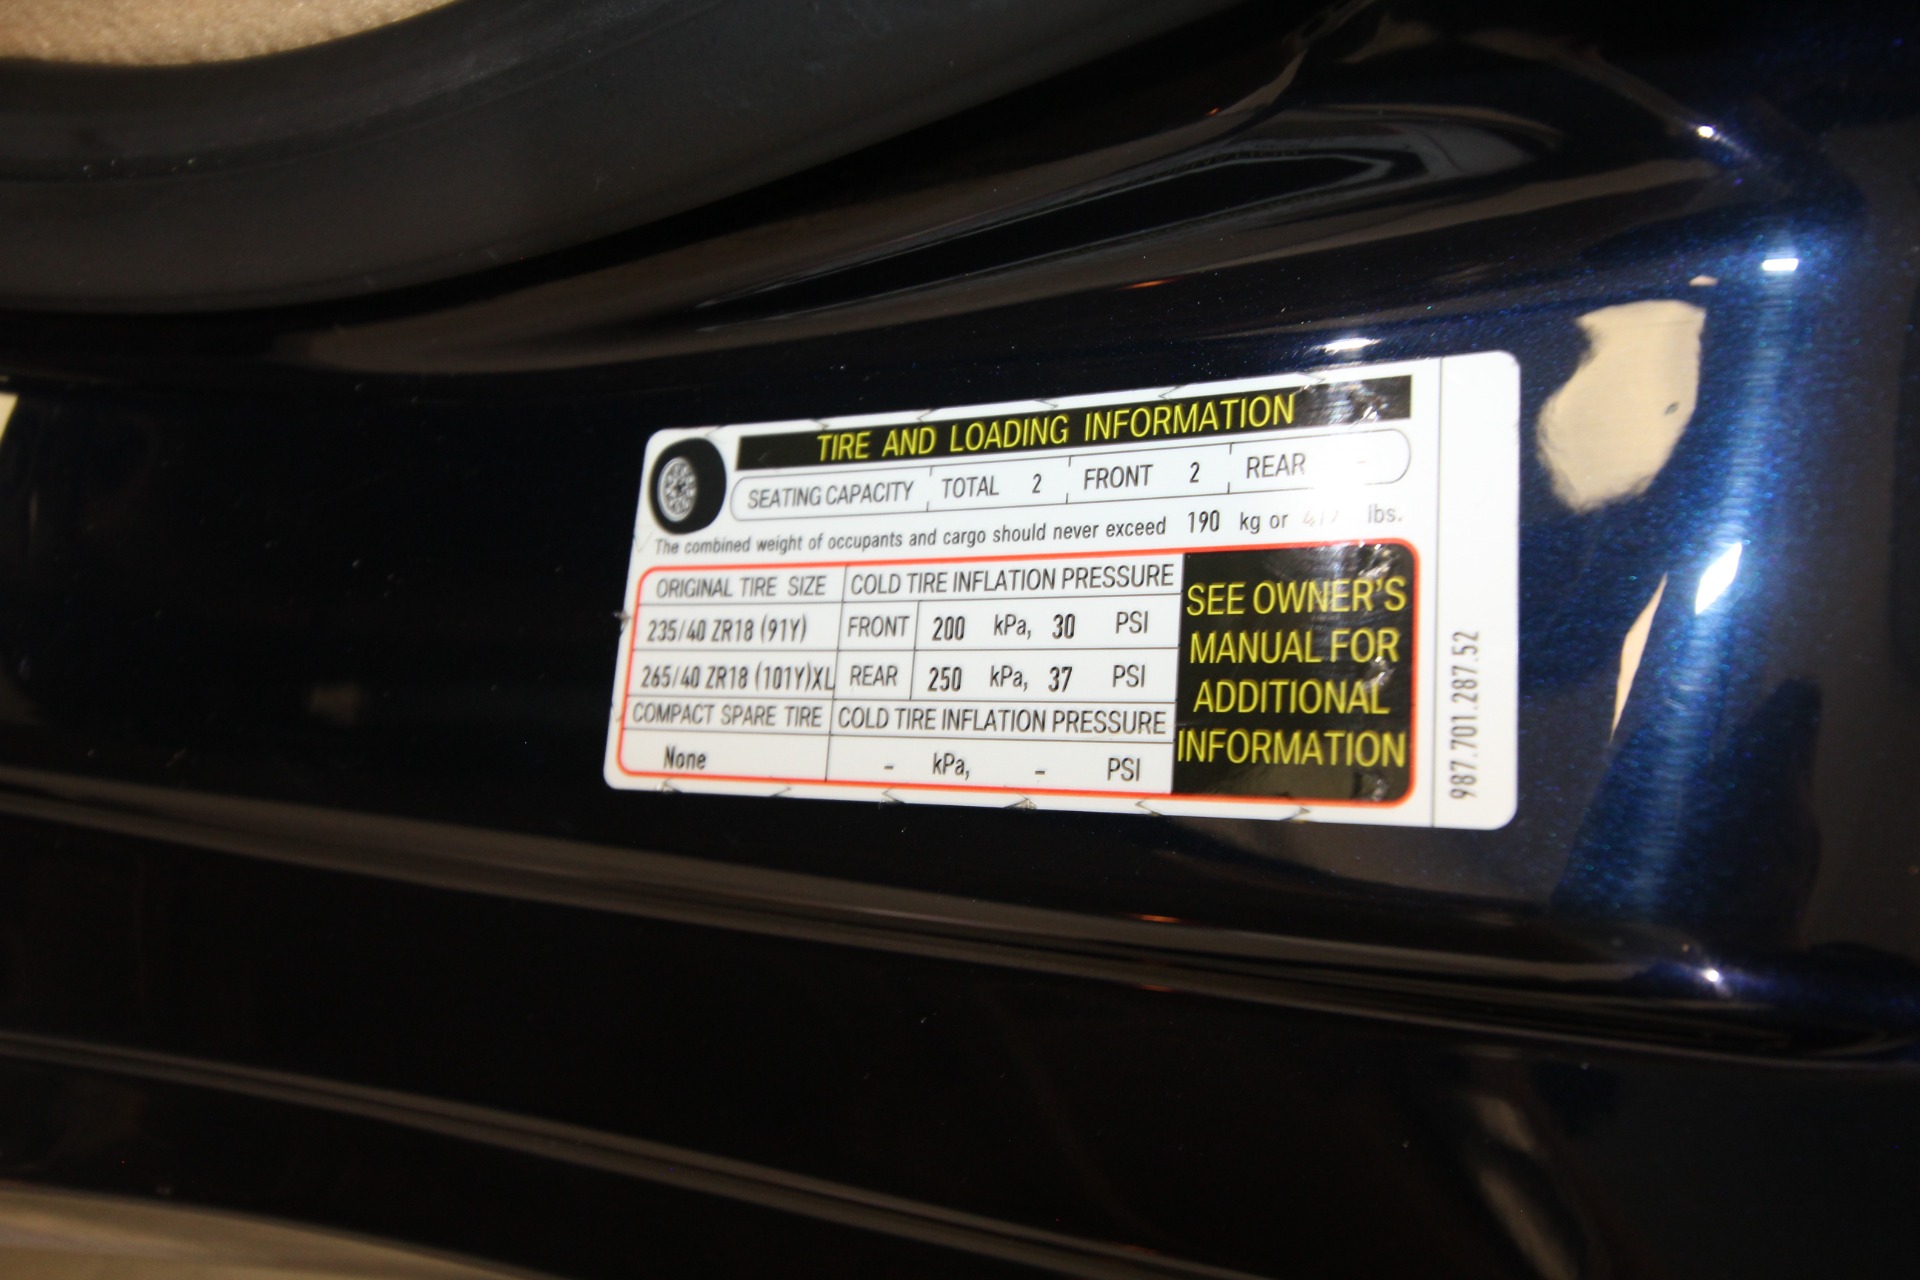 TIRE AND LOADING INFORMATION
SEATING CAPACITY TOTAL 2 FRONT 2 REAR -
The combined weight of occupants and cargo should never exceed 190 kg or lbs.
ORIGINAL TIRE SIZE COLD TIRE INFLATION PRESSURE
235/40 ZR18 (91Y) FRONT 200 kPa, 30 PSI
265/40 ZR18 (101Y)XL REAR 250 kPa, 37 PSI
COMPACT SPARE TIRE COLD TIRE INFLATION PRESSURE
None - kPa, - PSI
SEE OWNER'S
MANUAL FOR
ADDITIONAL
INFORMATION
987.701.287.52